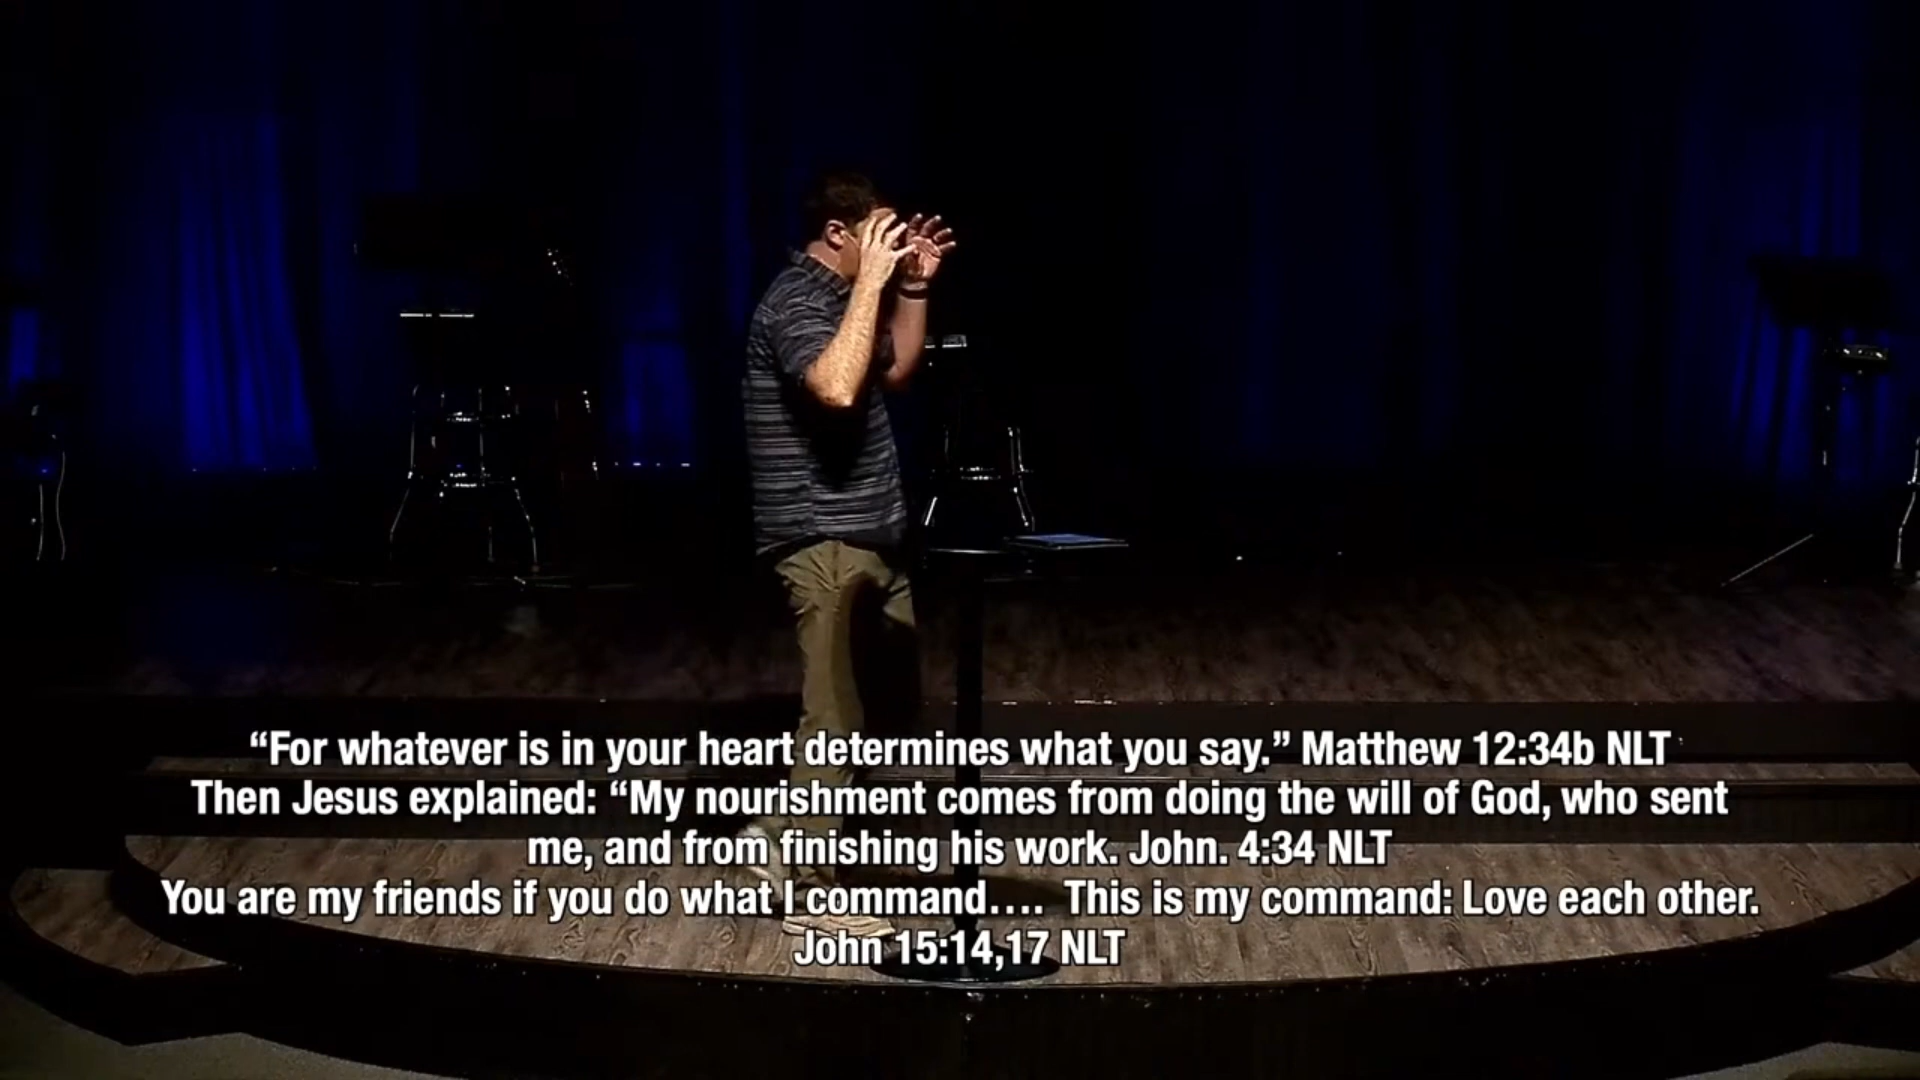 “For whatever is in your heart determines what you say.” Matthew 12:34b NLT
Then Jesus explained: “My nourishment comes from doing the will of God, who sent
me, and from finishing his work. John. 4:34 NLT
You are my friends if you do what I command…. This is my command: Love each other.
John 15:14,17 NLT